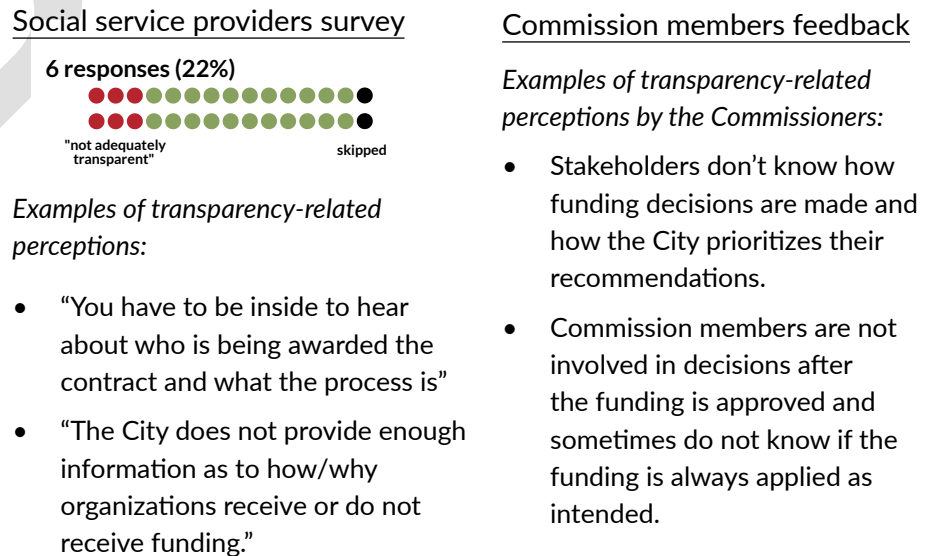 Social service providers survey
6 responses (22%)
"not adequately
transparent"
skipped
Examples of transparency-related
perceptions:
• “You have to be inside to hear
about who is being awarded the
contract and what the process is”
• “The City does not provide enough
information as to how/why
organizations receive or do not
receive funding.”
Commission members feedback
Examples of transparency-related
perceptions by the Commissioners:
• Stakeholders don’t know how
funding decisions are made and
how the City prioritizes their
recommendations.
• Commission members are not
involved in decisions after
the funding is approved and
sometimes do not know if the
funding is always applied as
intended.